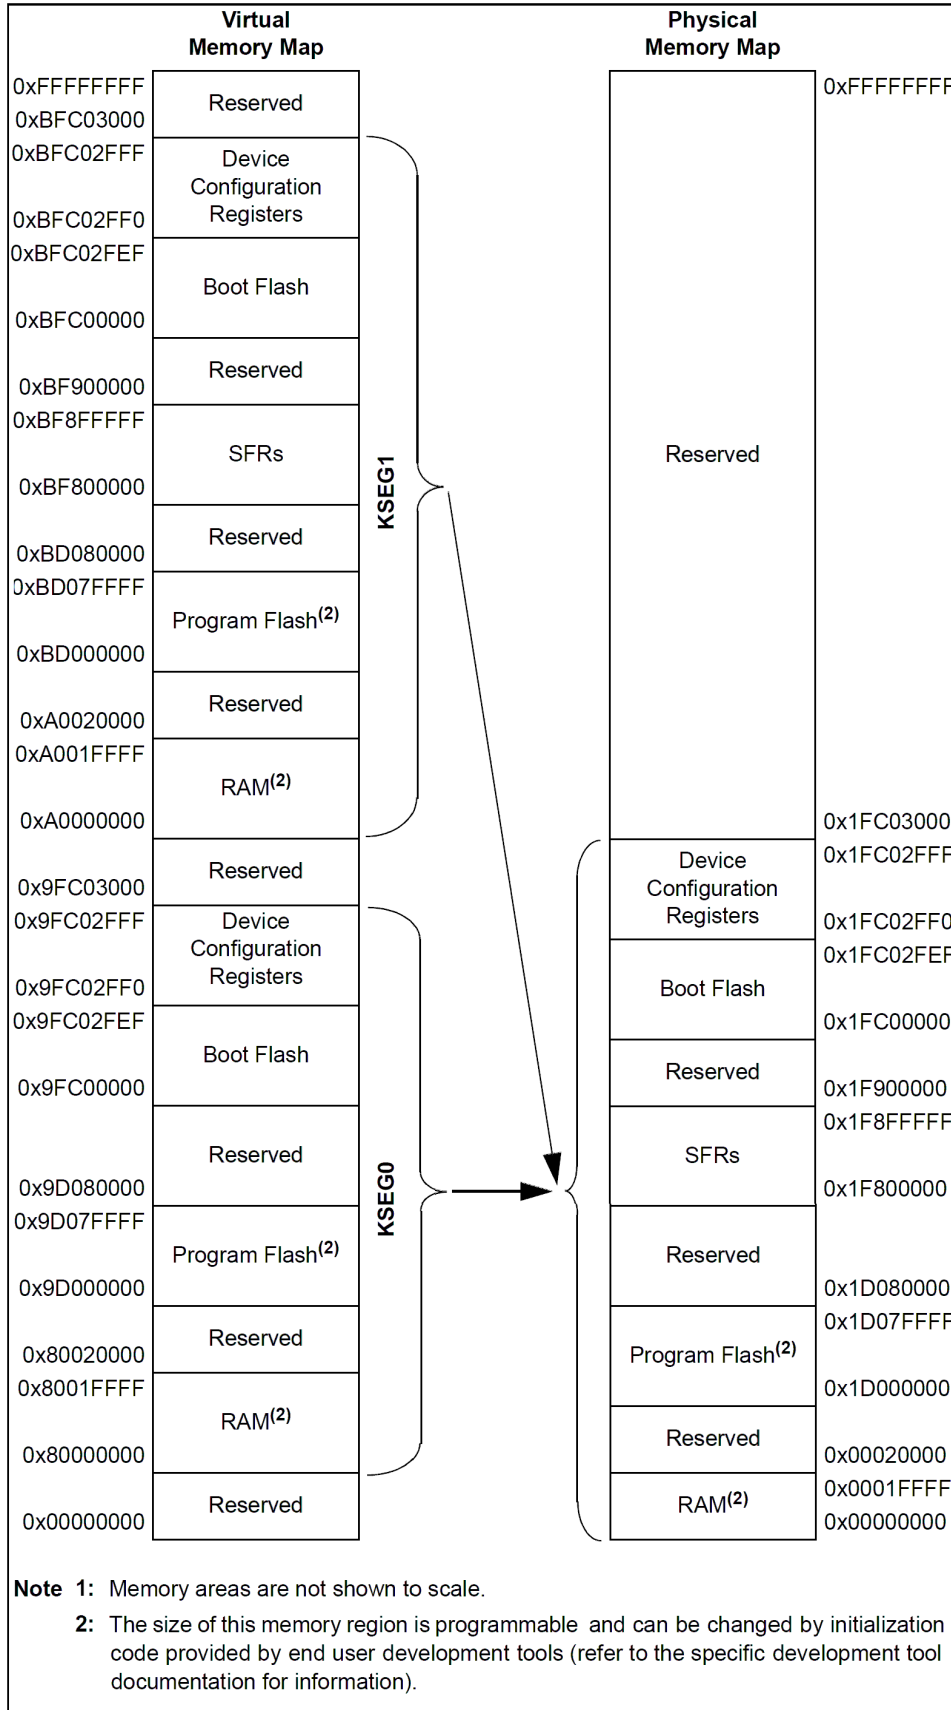 Virtual
Memory Map
Physical
Memory Map
0xFFFFFFFF
Reserved
0xBFC03000
0xBFC02FFF
Device
Configuration
Registers
0xBFC02FF0
0xBFC02FEF
Boot Flash
0xBFC00000
Reserved
0xBF900000
0xBF8FFFFF
SFRs
0xBF800000
Reserved
0xBD080000
0xBD07FFFF
Program Flash(2)
0xBD000000
Reserved
0xA0020000
0xA001FFFF
RAM(2)
0xA0000000
Reserved
0x9FC03000
0x9FC02FFF
Device
Configuration
Registers
0x9FC02FF0
0x9FC02FEF
Boot Flash
0x9FC00000
Reserved
0x9D080000
0x9D07FFFF
Program Flash(2)
0x9D000000
Reserved
0x80020000
0x8001FFFF
RAM(2)
0x80000000
Reserved
0x00000000
KSEG1
KSEG0
0xFFFFFFFF
Reserved
0x1FC03000
0x1FC02FFF
Device
Configuration
Registers
0x1FC02FF0
0x1FC02FEF
Boot Flash
0x1FC00000
Reserved
0x1F900000
0x1F8FFFFF
SFRs
0x1F800000
Reserved
0x1D080000
0x1D07FFFF
Program Flash(2)
0x1D000000
Reserved
0x00020000
0x0001FFFF
RAM(2)
0x00000000
Note 1: Memory areas are not shown to scale.
2: The size of this memory region is programmable and can be changed by initialization
code provided by end user development tools (refer to the specific development tool
documentation for information).